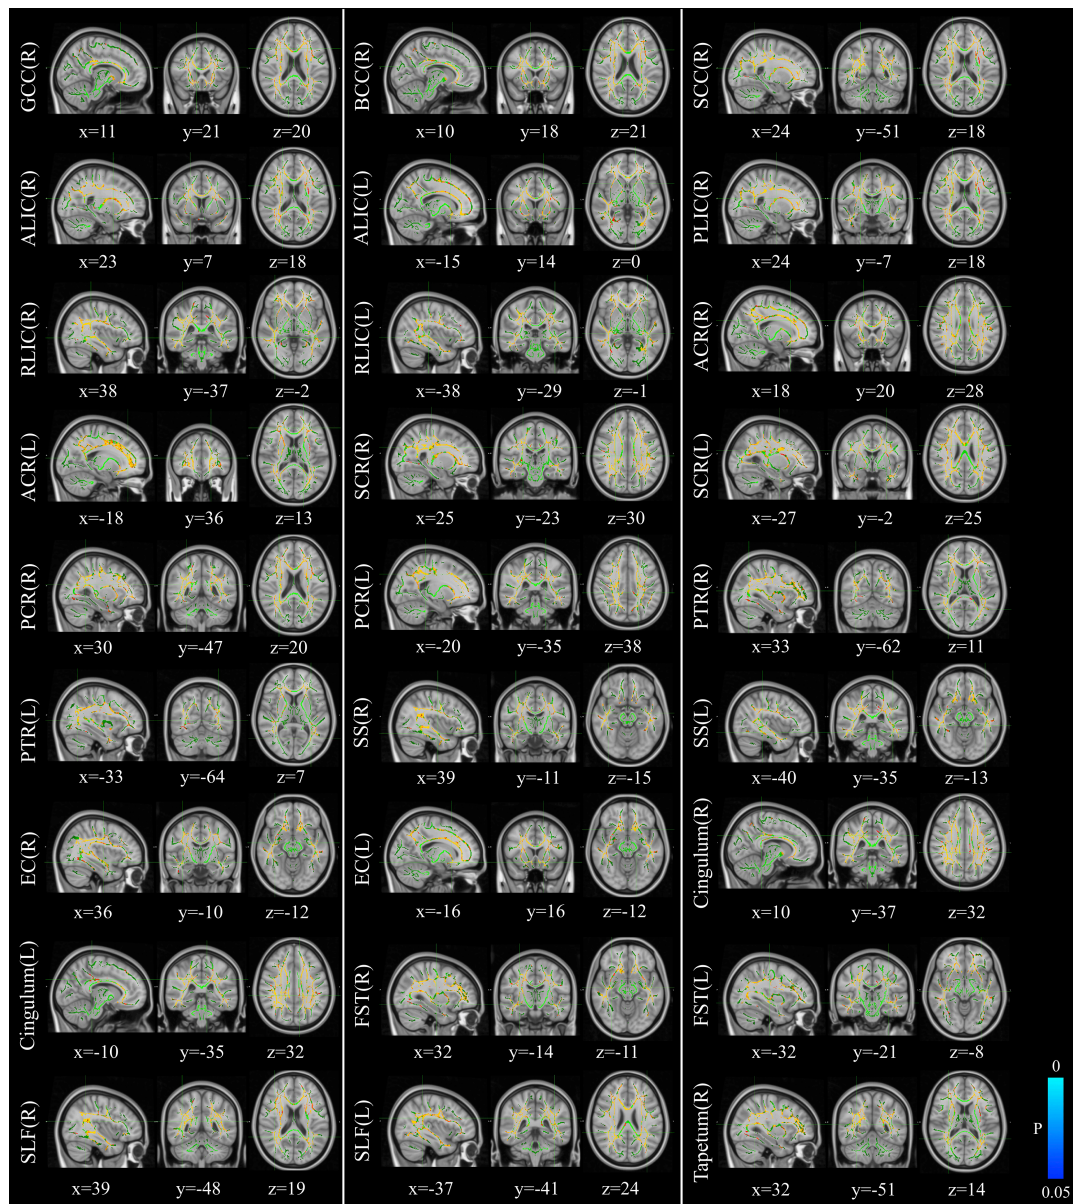 GCC(R)
x=11 y=21 z=20
BCC(R)
x=10 y=18 z=21
SCC(R)
x=24 y=-51 z=18
ALIC(R)
x=23 y=7 z=18
ALIC(L)
x=-15 y=14 z=0
PLIC(R)
x=24 y=-7 z=18
RLIC(R)
x=38 y=-37 z=-2
RLIC(L)
x=-38 y=-29 z=-1
ACR(R)
x=18 y=20 z=28
ACR(L)
x=-18 y=36 z=13
SCR(R)
x=25 y=-23 z=30
SCR(L)
x=-27 y=-2 z=25
PCR(R)
x=30 y=-47 z=20
PCR(L)
x=-20 y=-35 z=38
PTR(R)
x=33 y=-62 z=11
PTR(L)
x=-33 y=-64 z=7
SS(R)
x=39 y=-11 z=-15
SS(L)
x=-40 y=-35 z=-13
EC(R)
x=36 y=-10 z=-12
EC(L)
x=-16 y=16 z=-12
Cingulum(R)
x=10 y=-37 z=32
Cingulum(L)
x=-10 y=-35 z=32
FST(R)
x=32 y=-14 z=-11
FST(L)
x=-32 y=-21 z=-8
SLF(R)
x=39 y=-48 z=19
SLF(L)
x=-37 y=-41 z=24
Tapetum(R)
x=32 y=-51 z=14
0
P
0.05